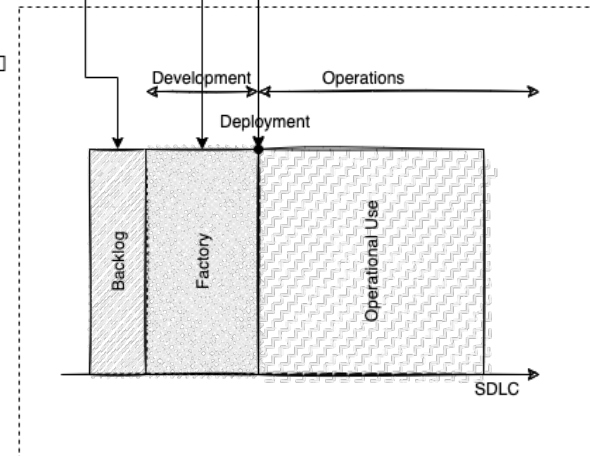 Development
Operations
Deployment
Backlog
Factory
Operational Use
SDLC